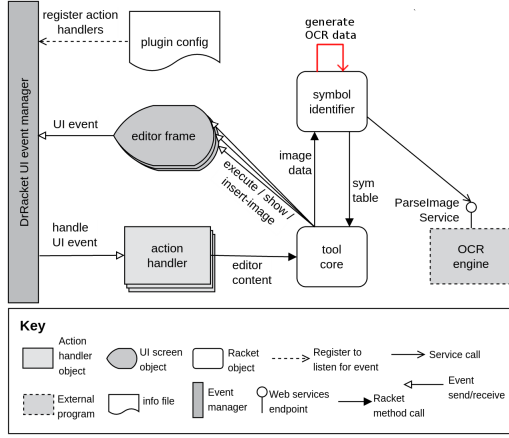 generate
OCR data
register action
handlers
plugin config
DrRacket UI event manager
symbol
identifier
UI event
editor frame
image
data
sym
table
execute / show /
insert-image
ParseImage
Service
handle
UI event
action
handler
editor
content
tool
core
OCR
engine
Key
Action
handler
object
UI screen
object
Racket
object
Register to
listen for event
Service call
External
program
info file
Event
manager
Web services
endpoint
Racket
method call
Event
send/receive